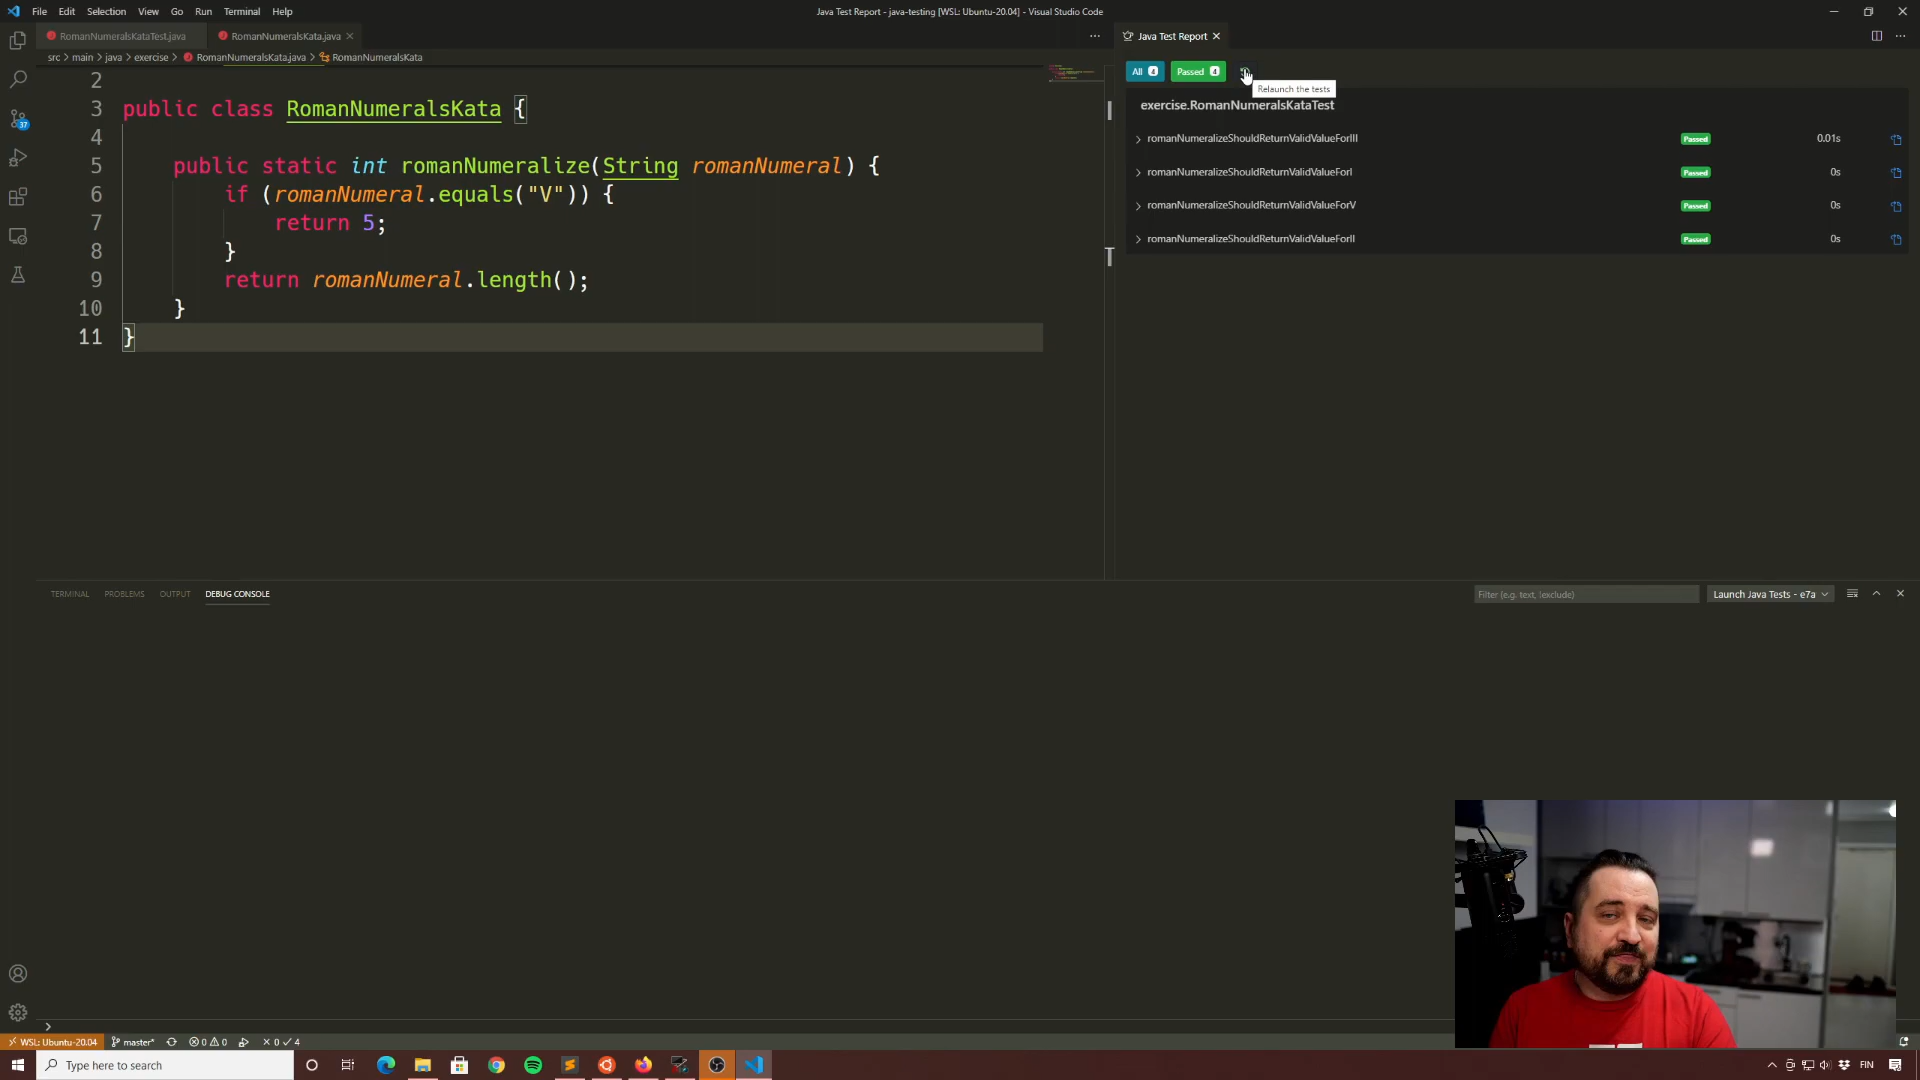 File Edit Selection View Go Run Terminal Help
Java Test Report - java-testing [WSL: Ubuntu-20.04] - Visual Studio Code
RomanNumeralsKataTest.java
RomanNumeralsKata.java
Java Test Report
src > main > java > exercise > RomanNumeralsKata.java > RomanNumeralsKata
All 4 Passed 4
Relaunch the tests
2
3 public class RomanNumeralsKata {
4
5 public static int romanNumeralize(String romanNumeral) {
6 if (romanNumeral.equals("V")) {
7 return 5;
8 }
9 return romanNumeral.length();
10 }
11 }
exercise.RomanNumeralsKataTest
romanNumeralizeShouldReturnValidValueForIII Passed 0.01s
romanNumeralizeShouldReturnValidValueForI Passed 0s
romanNumeralizeShouldReturnValidValueForV Passed 0s
romanNumeralizeShouldReturnValidValueForII Passed 0s
37
TERMINAL PROBLEMS OUTPUT DEBUG CONSOLE
Filter (e.g. text, !exclude)
Launch Java Tests - e7a
WSL: Ubuntu-20.04 master* 0 0 0 4
Type here to search
FIN